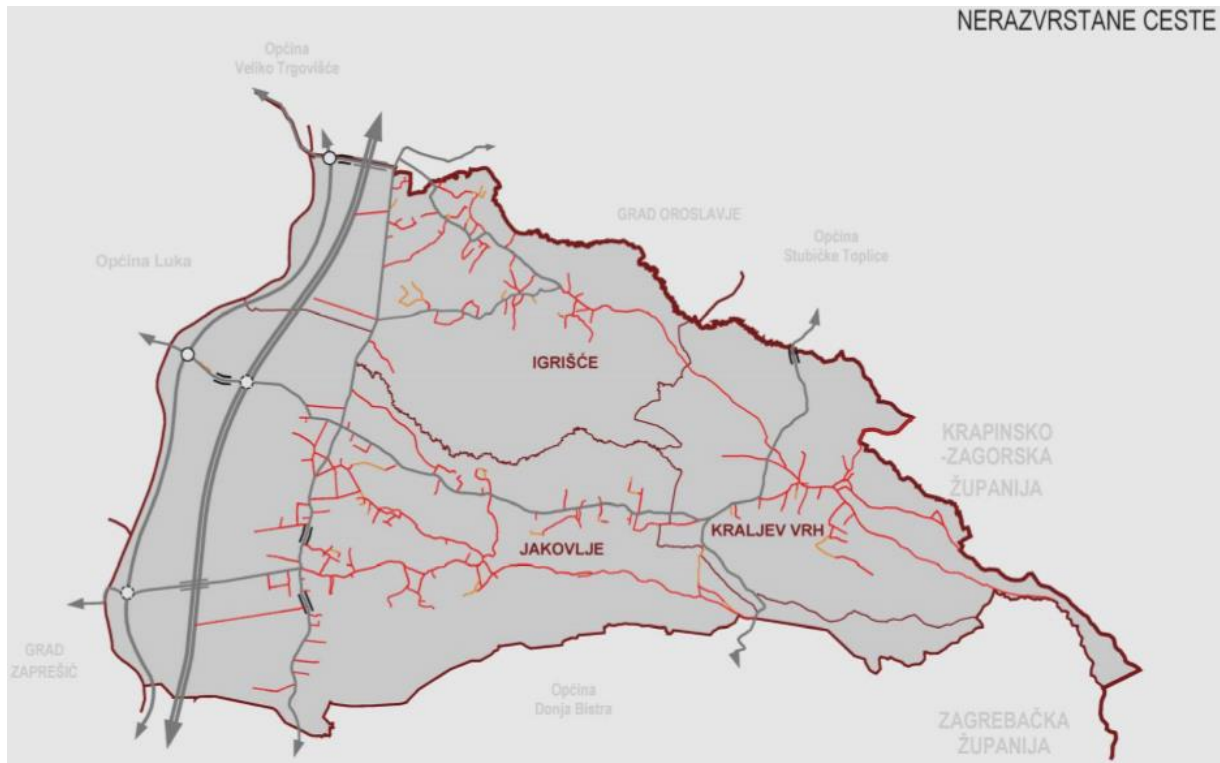 NERAZVRSTANE CESTE
Općina
Veliko Trgovišće
GRAD OROSLAVJE
Općina
Stubičke Toplice
Općina Luka
IGRIŠĆE
KRAPINSKO
-ZAGORSKA
ŽUPANIJA
KRALJEV VRH
JAKOVLJE
GRAD
ZAPREŠIĆ
Općina
Donja Bistra
ZAGREBAČKA
ŽUPANIJA